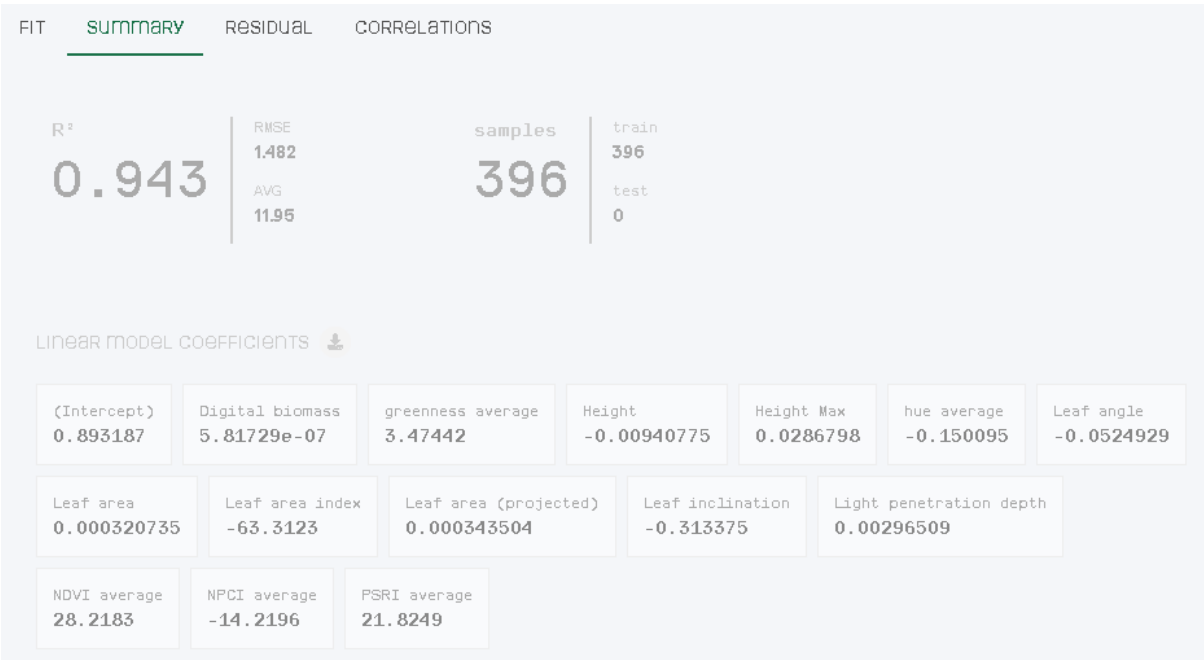 FIT SUMMARY RESIDUAL CORRELATIONS
R² RMSE samples train
0.943 1.482 396 396
AVG test
11.95 0
LINEAR MODEL COEFFICIENTS
(Intercept) Digital biomass greenness average Height Height Max hue average Leaf angle
0.893187 5.81729e-07 3.47442 -0.00940775 0.0286798 -0.150095 -0.0524929
Leaf area Leaf area index Leaf area (projected) Leaf inclination Light penetration depth
0.000320735 -63.3123 0.000343504 -0.313375 0.00296509
NDVI average NPCI average PSRI average
28.2183 -14.2196 21.8249